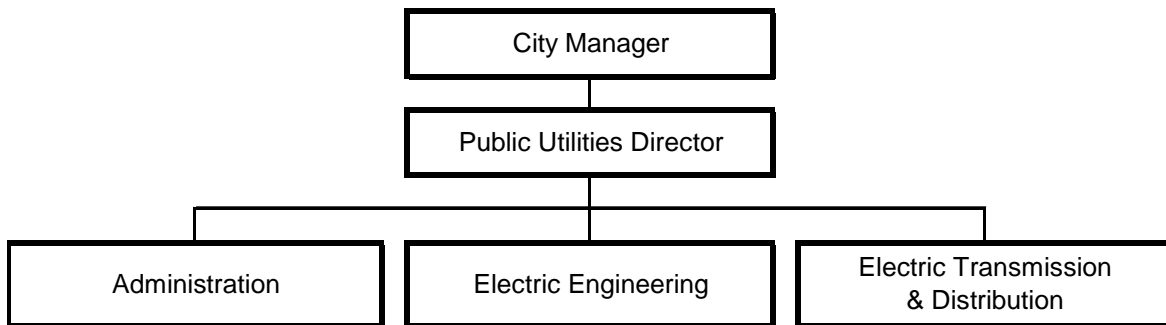 City Manager
Public Utilities Director
Administration
Electric Engineering
Electric Transmission
& Distribution